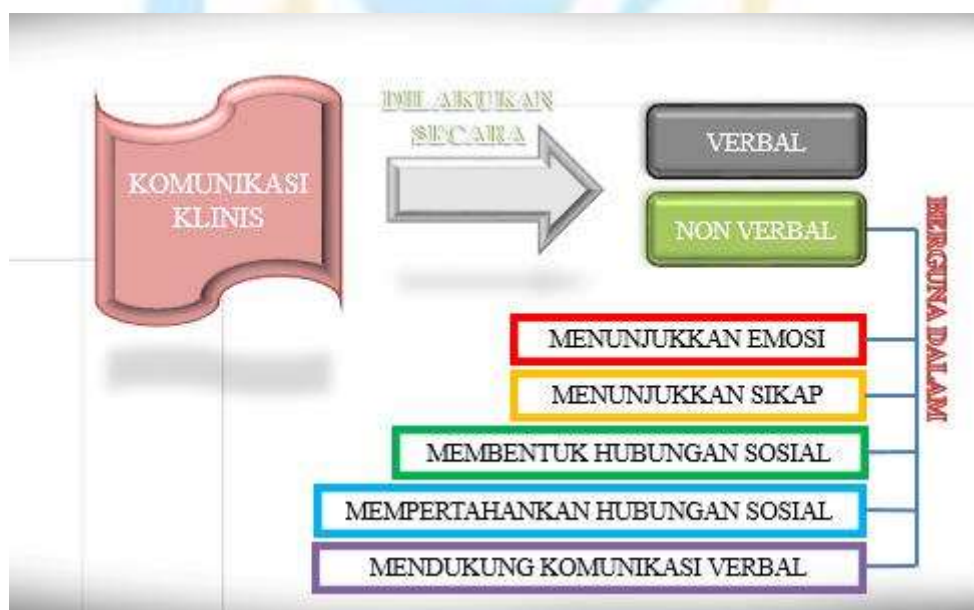 KOMUNIKASI
KLINIS
DILAKUKAN
SECARA
VERBAL
NON VERBAL
BERGUNA DALAM
MENUNJUKKAN EMOSI
MENUNJUKKAN SIKAP
MEMBENTUK HUBUNGAN SOSIAL
MEMPERTAHANKAN HUBUNGAN SOSIAL
MENDUKUNG KOMUNIKASI VERBAL